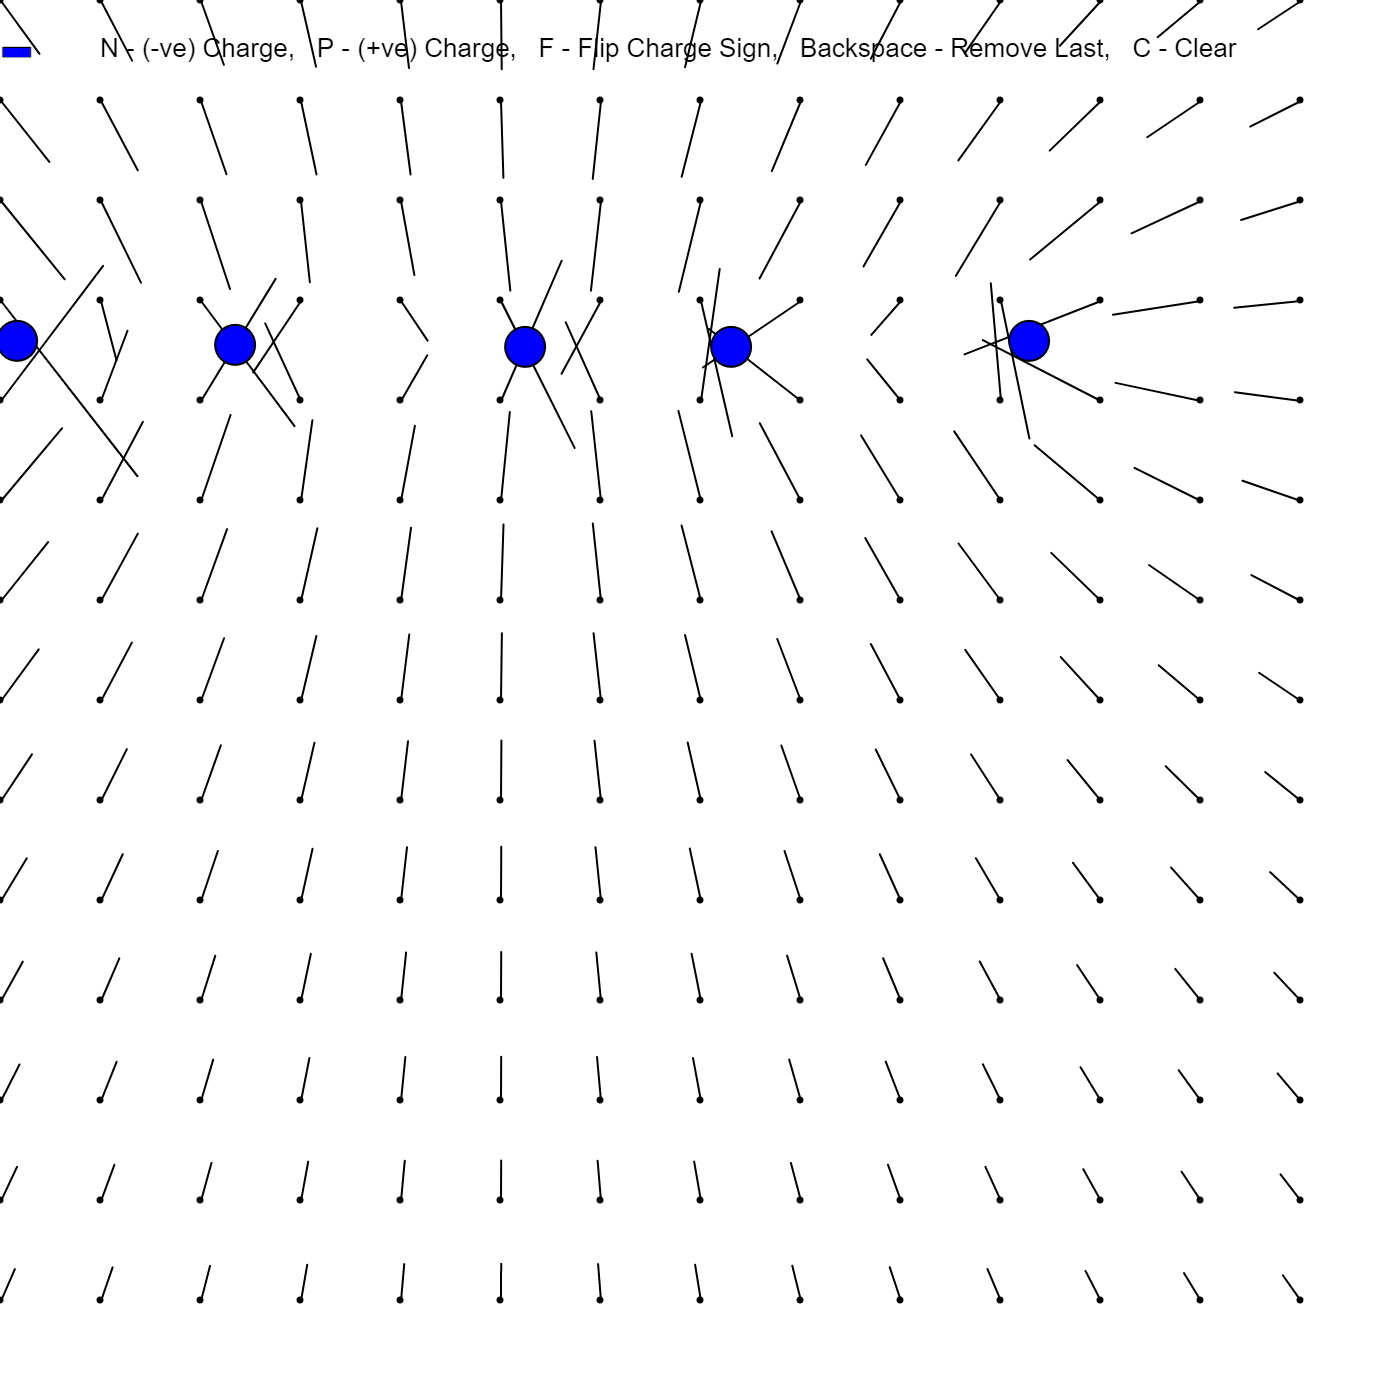 N - (-ve) Charge,   P - (+ve) Charge,   F - Flip Charge Sign,   Backspace - Remove Last,   C - Clear